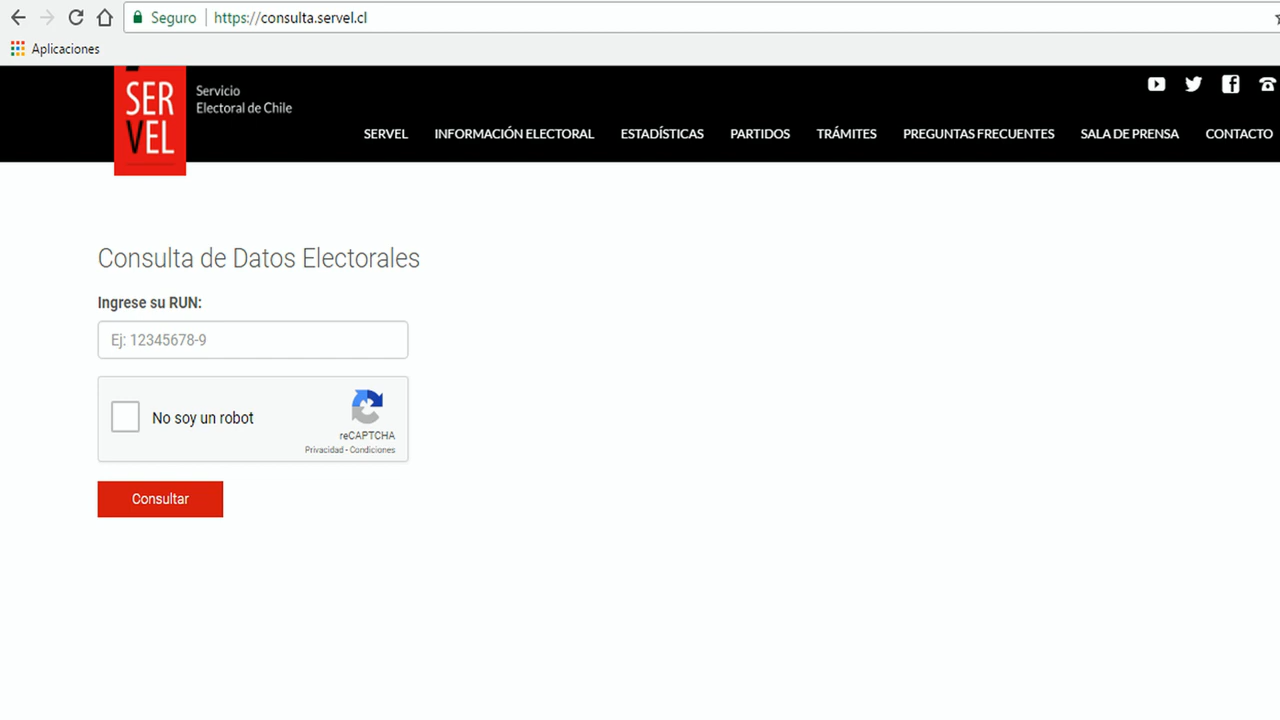 Seguro https://consulta.servel.cl
Aplicaciones
SER
VEL
Servicio
Electoral de Chile
SERVEL INFORMACIÓN ELECTORAL ESTADÍSTICAS PARTIDOS TRÁMITES PREGUNTAS FRECUENTES SALA DE PRENSA CONTACTO
Consulta de Datos Electorales
Ingrese su RUN:
Ej: 12345678-9
No soy un robot
reCAPTCHA
Privacidad - Condiciones
Consultar